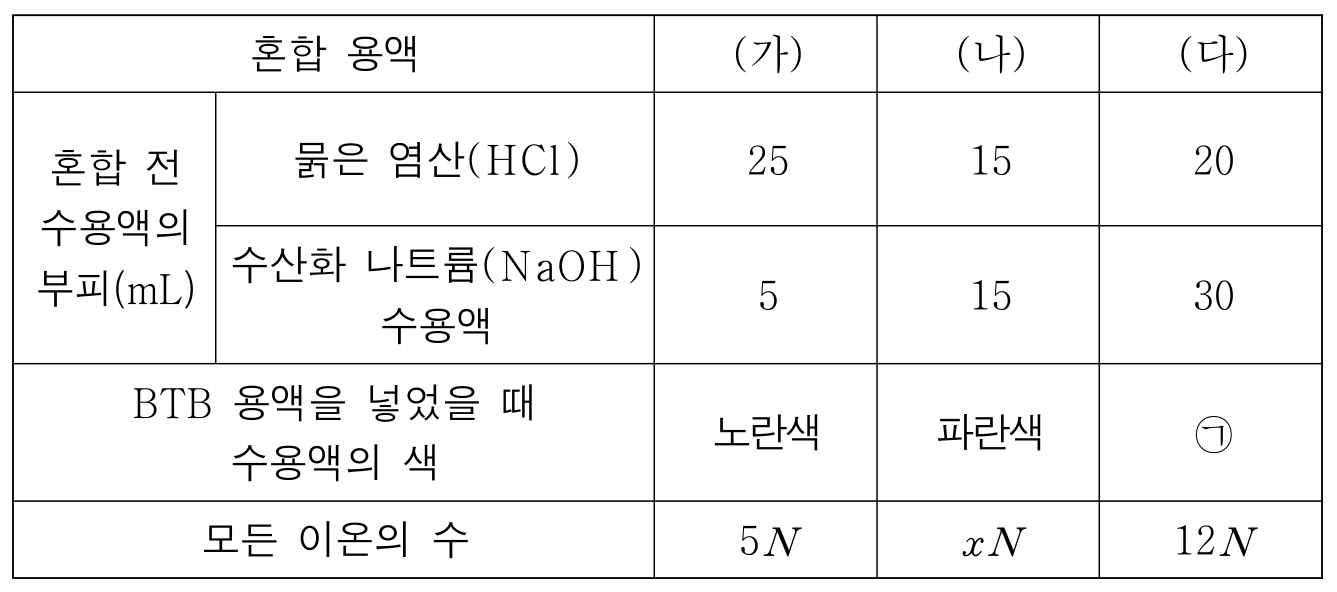 혼합 용액 (가) (나) (다)
혼합 전
수용액의
부피(mL)
묽은 염산(HCl) 25 15 20
수산화 나트륨(NaOH)
수용액
5 15 30
BTB 용액을 넣었을 때
수용액의 색
노란색 파란색 ㉠
모든 이온의 수 5N xN 12N